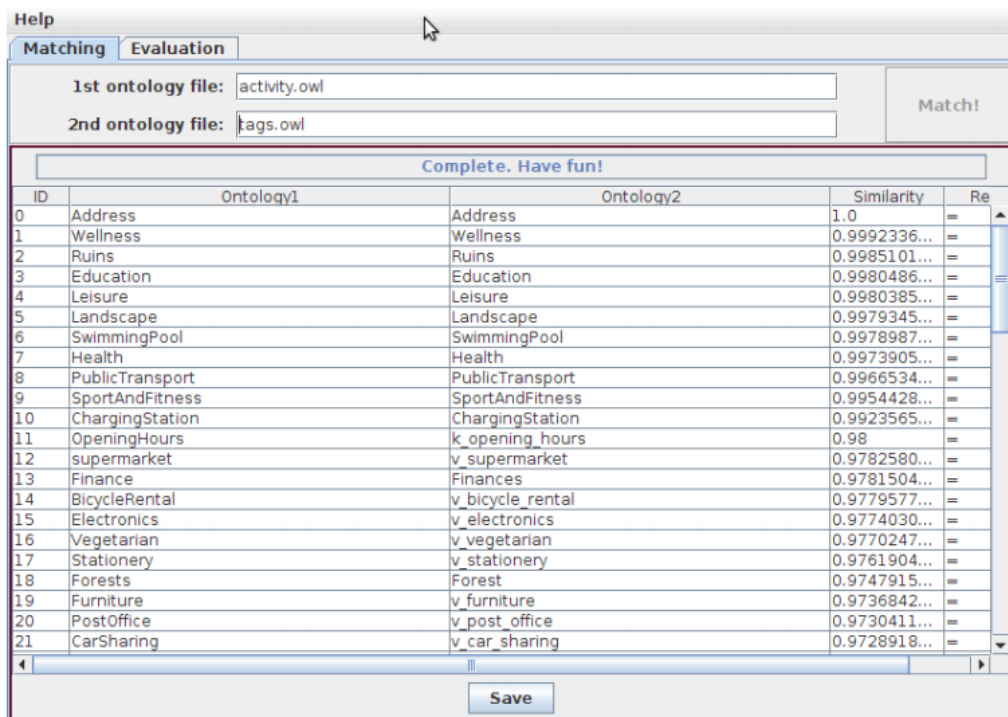 Help
Matching Evaluation
1st ontology file: activity.owl
Match!
2nd ontology file: tags.owl
Complete. Have fun!
ID Ontology1 Ontology2 Similarity Re
0 Address Address 1.0 =
1 Wellness Wellness 0.9992336... =
2 Ruins Ruins 0.9985101... =
3 Education Education 0.9980486... =
4 Leisure Leisure 0.9980385... =
5 Landscape Landscape 0.9979345... =
6 SwimmingPool SwimmingPool 0.9978987... =
7 Health Health 0.9973905... =
8 PublicTransport PublicTransport 0.9966534... =
9 SportAndFitness SportAndFitness 0.9954428... =
10 ChargingStation ChargingStation 0.9923565... =
11 OpeningHours k_opening_hours 0.98 =
12 supermarket v_supermarket 0.9782580... =
13 Finance Finances 0.9781504... =
14 BicycleRental v_bicycle_rental 0.9779577... =
15 Electronics v_electronics 0.9774030... =
16 Vegetarian v_vegetarian 0.9770247... =
17 Stationery v_stationery 0.9761904... =
18 Forests Forest 0.9747915... =
19 Furniture v_furniture 0.9736842... =
20 PostOffice v_post_office 0.9730411... =
21 CarSharing v_car_sharing 0.9728918... =
Save